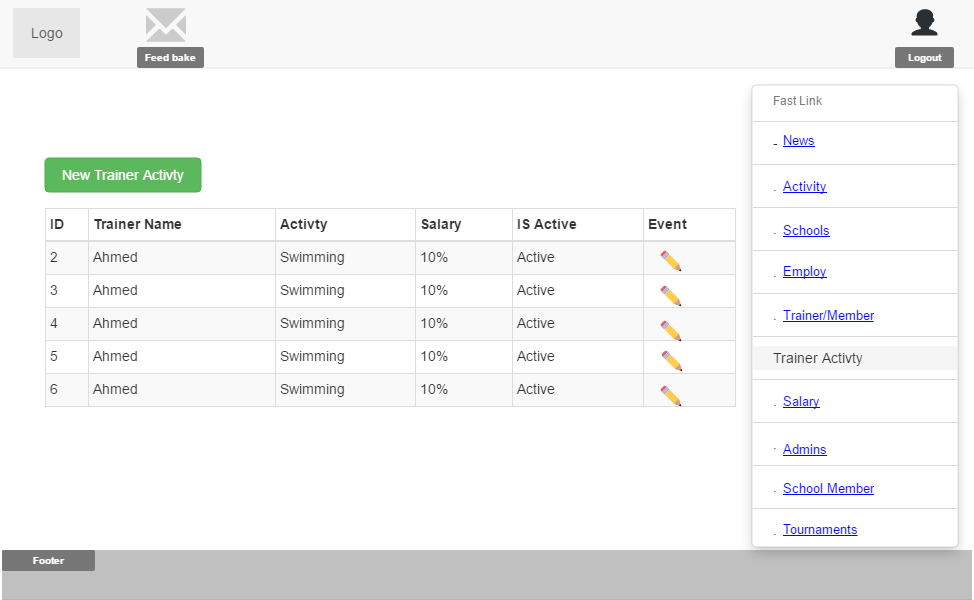 Logo
Feed bake
Logout
Fast Link
- News
. Activity
. Schools
. Employ
. Trainer/Member
Trainer Activty
. Salary
. Admins
. School Member
. Tournaments
New Trainer Activty
ID Trainer Name Activty Salary IS Active Event
2 Ahmed Swimming 10% Active
3 Ahmed Swimming 10% Active
4 Ahmed Swimming 10% Active
5 Ahmed Swimming 10% Active
6 Ahmed Swimming 10% Active
Footer